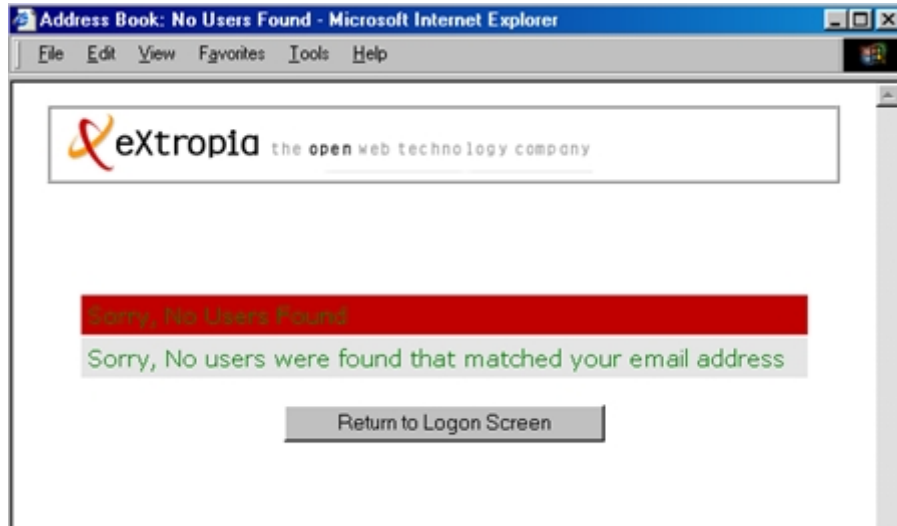 Address Book: No Users Found - Microsoft Internet Explorer
File Edit View Favorites Tools Help
eXtropia the open web technology company
Sorry, No Users Found
Sorry, No users were found that matched your email address
Return to Logon Screen